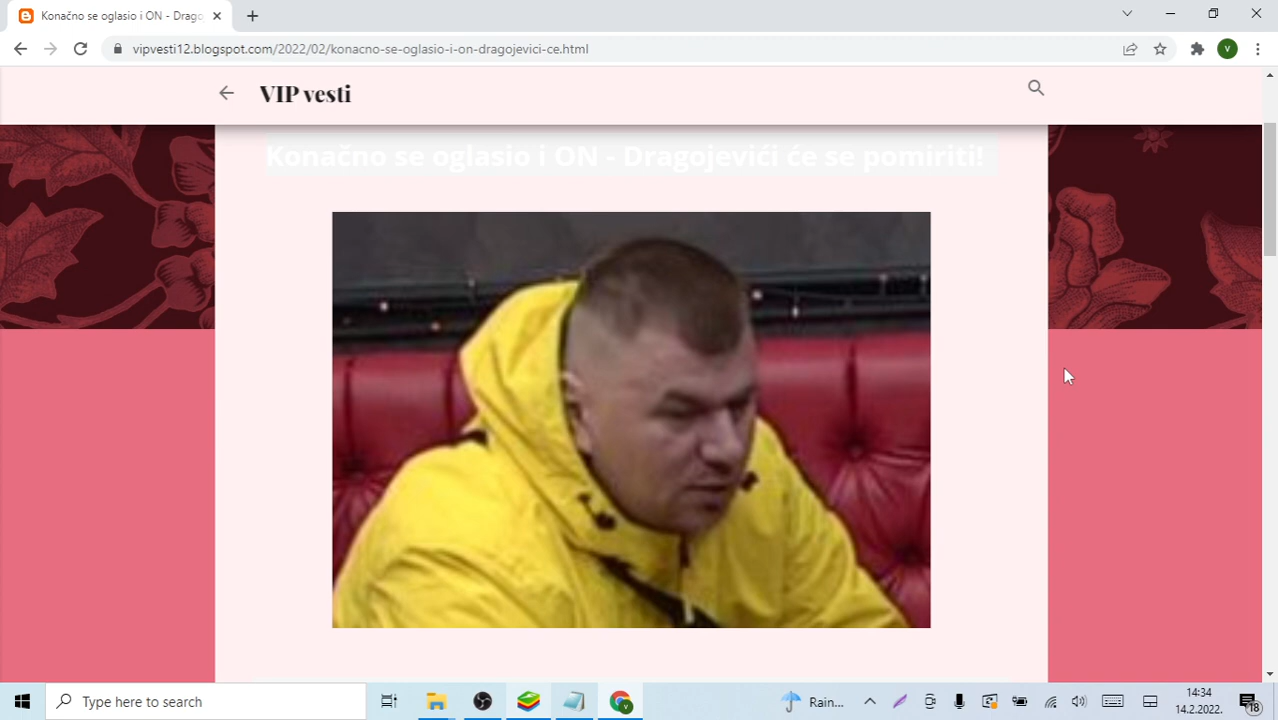 Konačno se oglasio i ON - Drago
vipvesti12.blogspot.com/2022/02/konacno-se-oglasio-i-on-dragojevici-ce.html
V
VIP vesti
Konačno se oglasio i ON - Dragojevići će se pomiriti!
Type here to search
V
Rain...
14:34
14.2.2022.
18